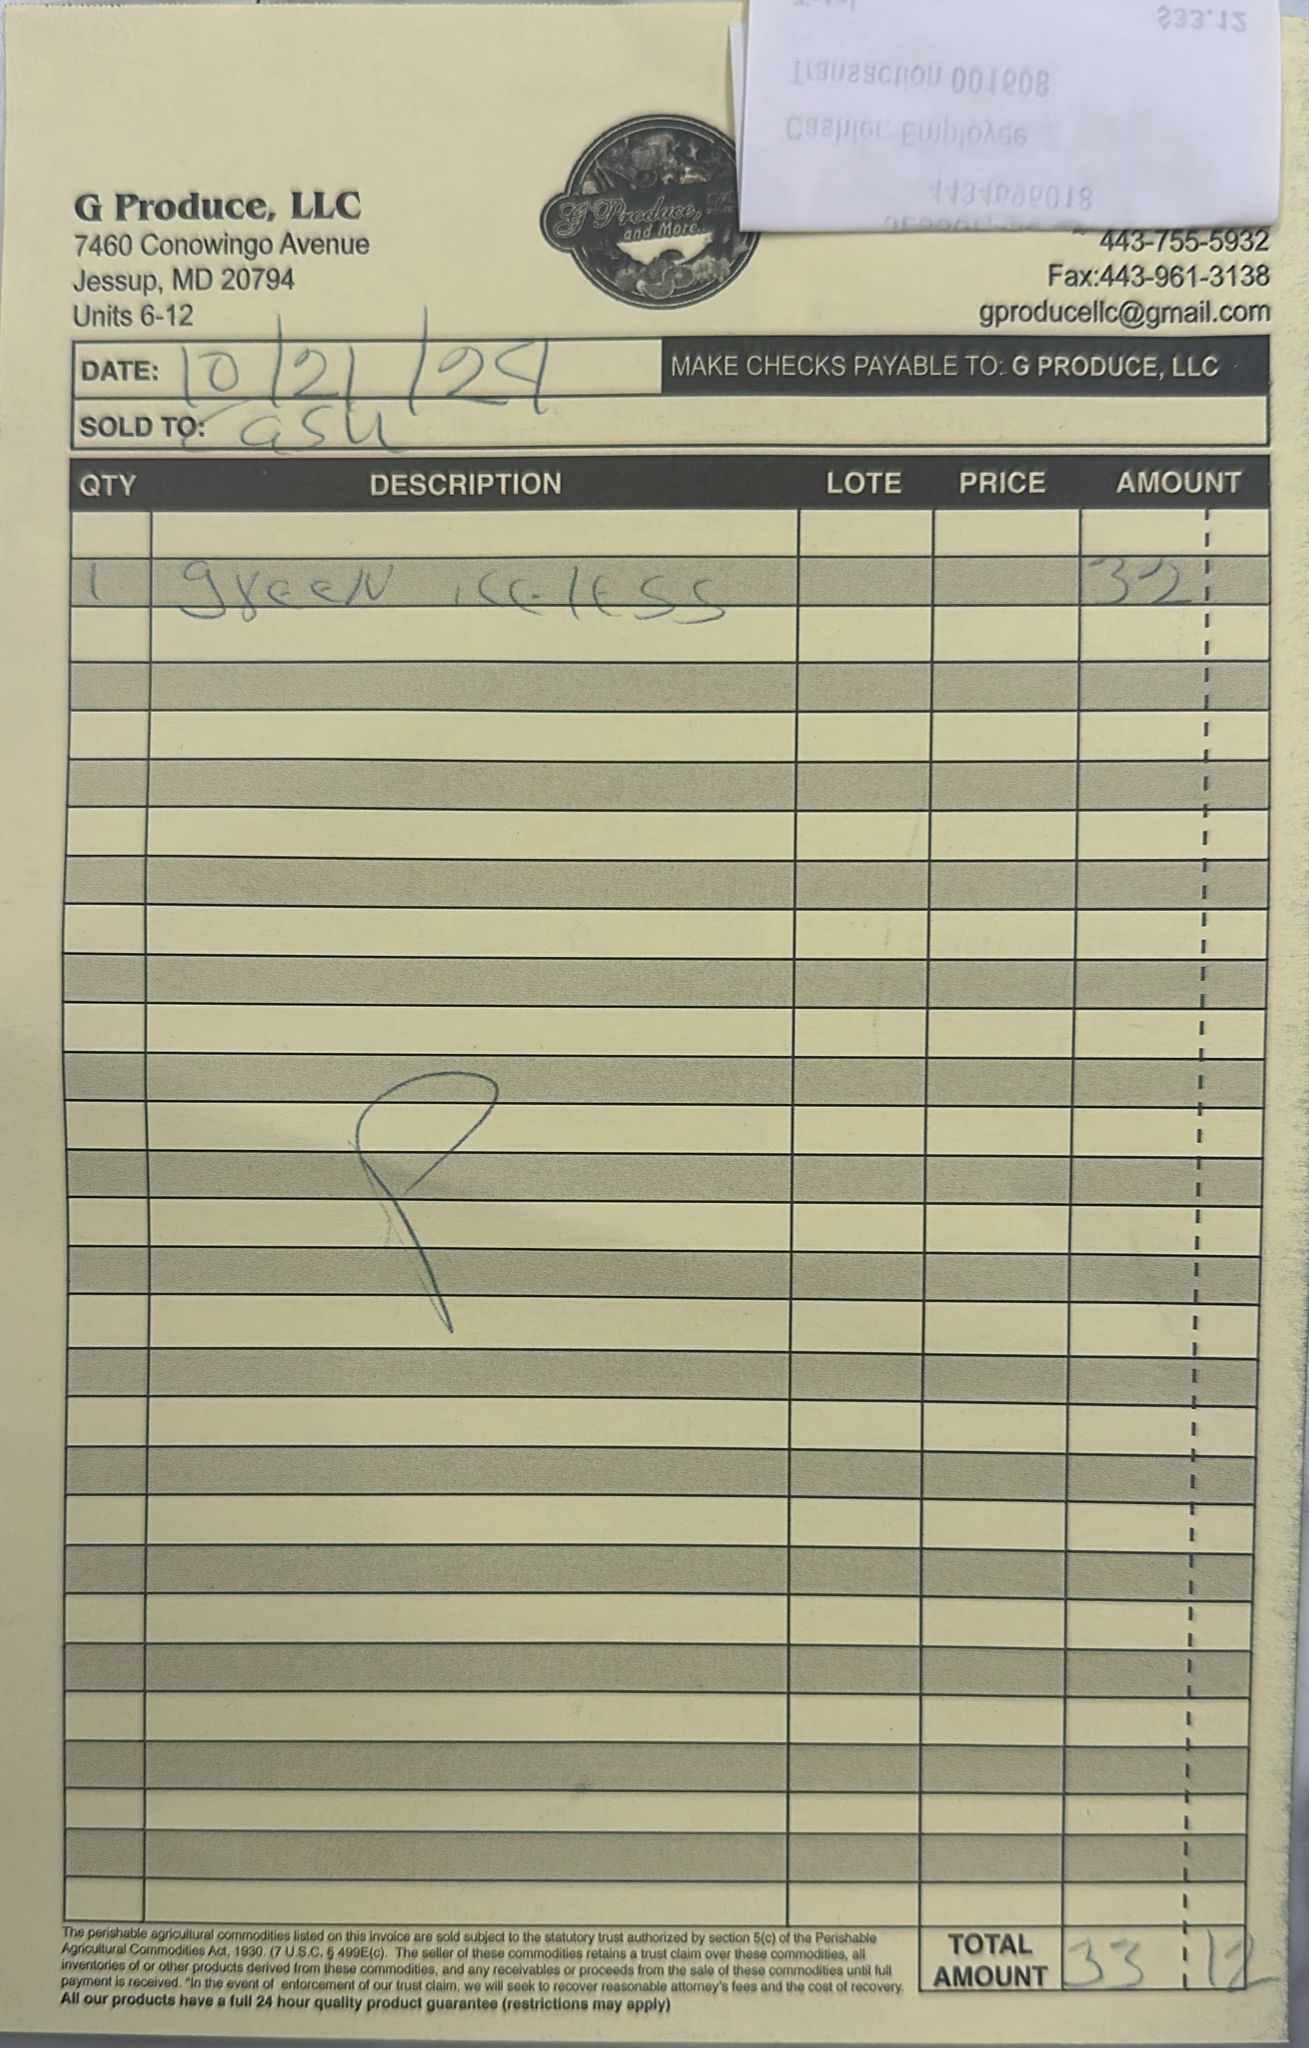 Total $33.12
Transaction 001608
Cashier: Employee
4434696018
G Produce, LLC
7460 Conowingo Avenue
Jessup, MD 20794
Units 6-12
G Produce, LLC
and More..
443-755-5932
Fax:443-961-3138
gproducellc@gmail.com
DATE: 10/21/24
MAKE CHECKS PAYABLE TO: G PRODUCE, LLC
SOLD TO: Cash
QTY DESCRIPTION LOTE PRICE AMOUNT
1 green iceless 32
P
The perishable agricultural commodities listed on this invoice are sold subject to the statutory trust authorized by section 5(c) of the Perishable
Agricultural Commodities Act, 1930. (7 U.S.C. § 499E(c). The seller of these commodities retains a trust claim over these commodities, all
inventories of or other products derived from these commodities, and any receivables or proceeds from the sale of these commodities until full
payment is received. "In the event of enforcement of our trust claim, we will seek to recover reasonable attorney's fees and the cost of recovery.
All our products have a full 24 hour quality product guarantee (restrictions may apply)
TOTAL AMOUNT 33 12